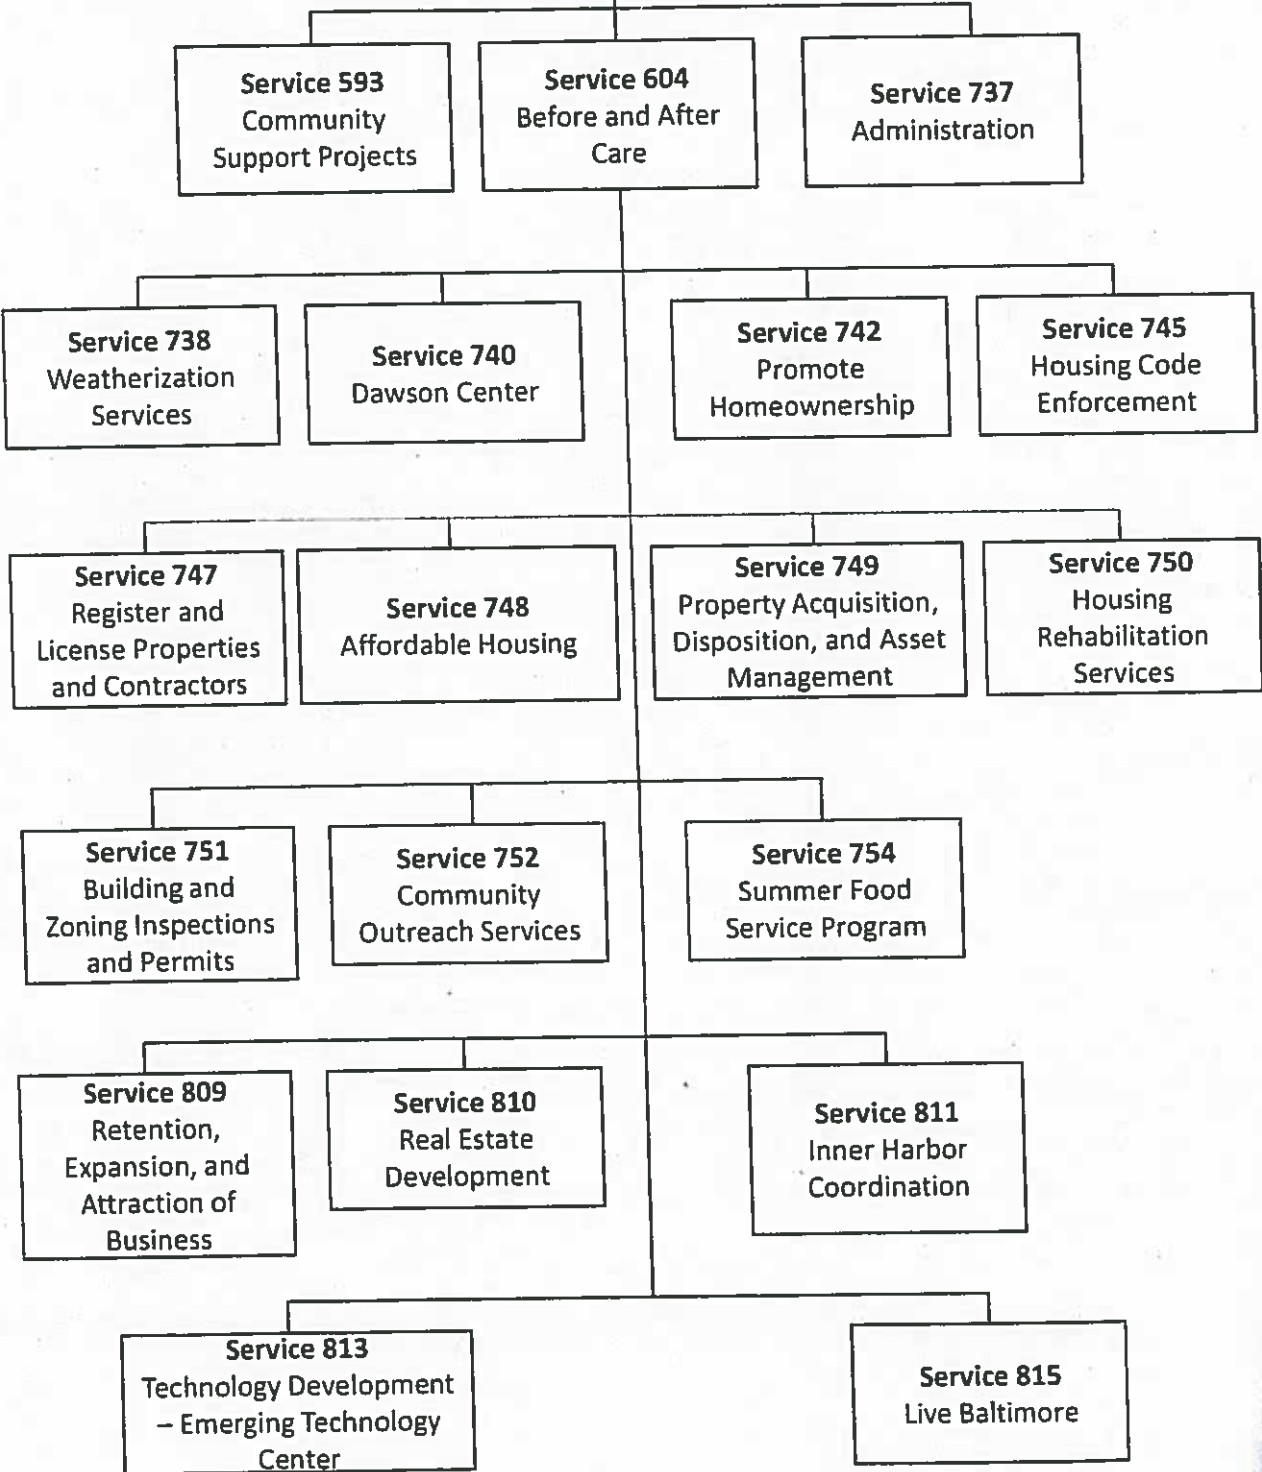 Service 593
Community
Support Projects
Service 604
Before and After
Care
Service 737
Administration
Service 738
Weatherization
Services
Service 740
Dawson Center
Service 742
Promote
Homeownership
Service 745
Housing Code
Enforcement
Service 747
Register and
License Properties
and Contractors
Service 748
Affordable Housing
Service 749
Property Acquisition,
Disposition, and Asset
Management
Service 750
Housing
Rehabilitation
Services
Service 751
Building and
Zoning Inspections
and Permits
Service 752
Community
Outreach Services
Service 754
Summer Food
Service Program
Service 809
Retention,
Expansion, and
Attraction of
Business
Service 810
Real Estate
Development
Service 811
Inner Harbor
Coordination
Service 813
Technology Development
– Emerging Technology
Center
Service 815
Live Baltimore